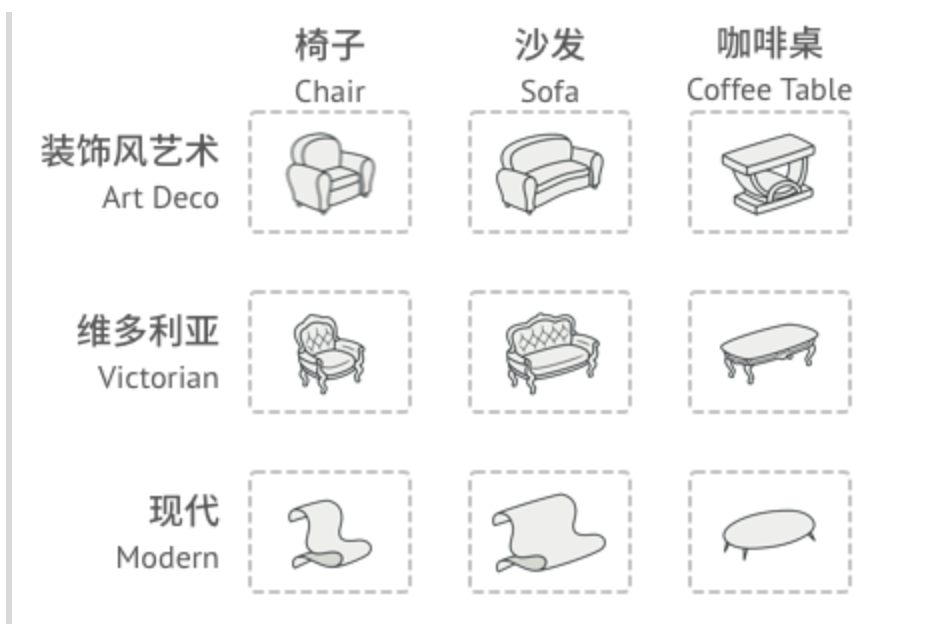 椅子
Chair
沙发
Sofa
咖啡桌
Coffee Table
装饰风艺术
Art Deco
维多利亚
Victorian
现代
Modern